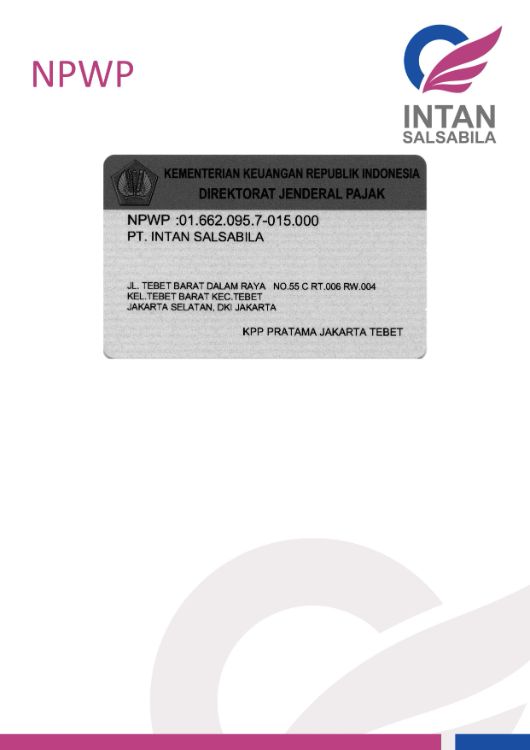 NPWP
INTAN
SALSABILA
KEMENTERIAN KEUANGAN REPUBLIK INDONESIA
DIREKTORAT JENDERAL PAJAK
NPWP :01.662.095.7-015.000
PT. INTAN SALSABILA
JL. TEBET BARAT DALAM RAYA NO.55 C RT.006 RW.004
KEL.TEBET BARAT KEC.TEBET
JAKARTA SELATAN, DKI JAKARTA
KPP PRATAMA JAKARTA TEBET